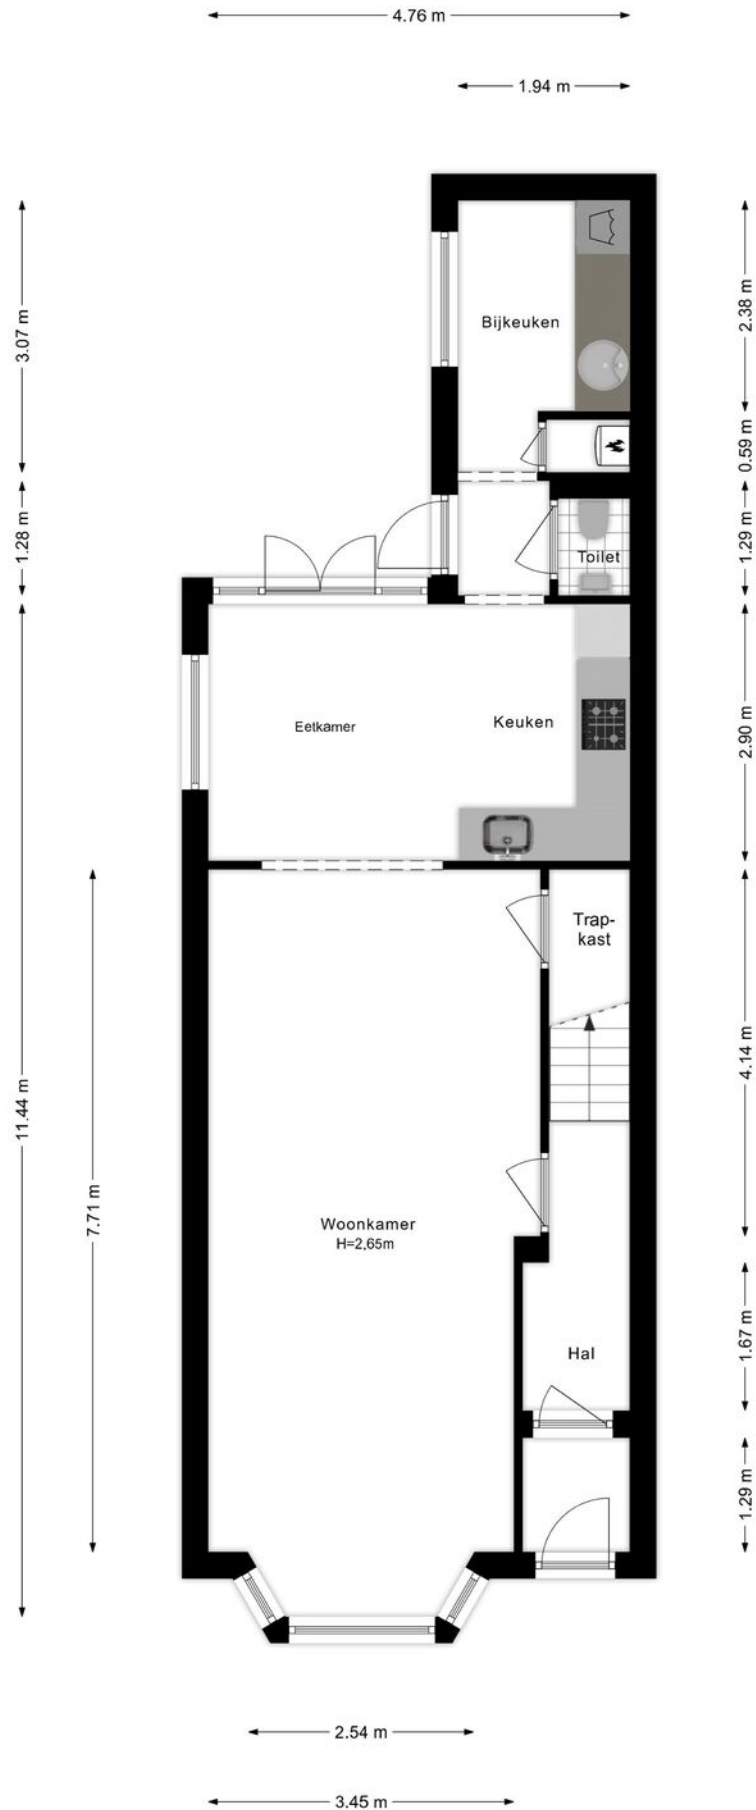 4.76 m
1.94 m
3.07 m
2.38 m
Bijkeuken
0.59 m
1.28 m
1.29 m
Toilet
Eetkamer
Keuken
2.90 m
Trap-
kast
11.44 m
4.14 m
7.71 m
Woonkamer
H=2,65m
Hal
1.67 m
1.29 m
2.54 m
3.45 m